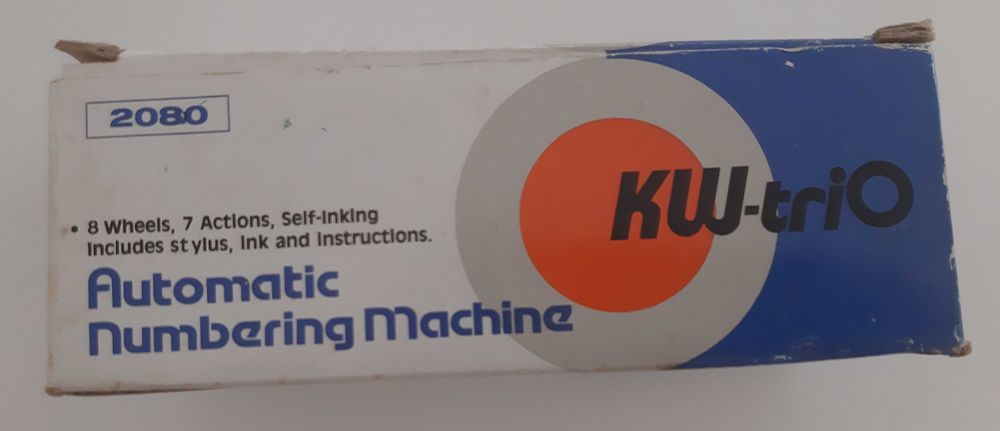 2080
• 8 Wheels, 7 Actions, Self-Inking
Includes stylus, Ink and Instructions.
Automatic
Numbering Machine
KW-triO